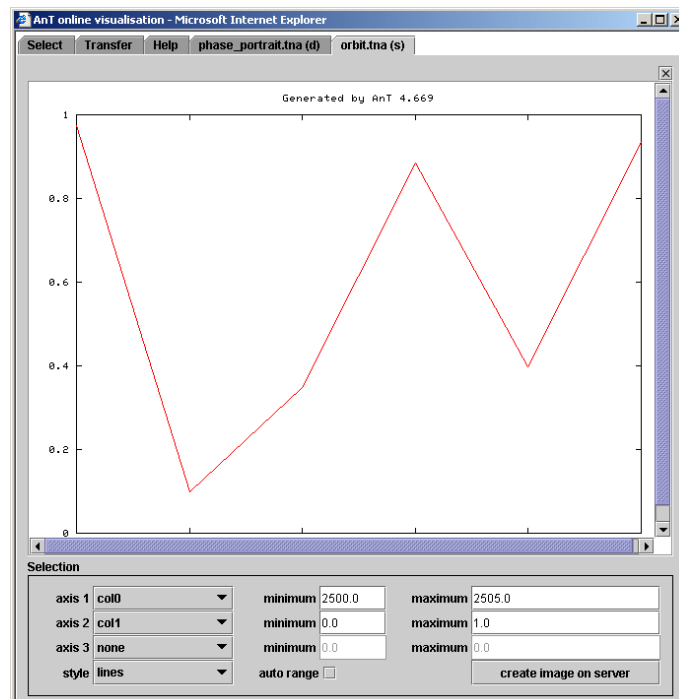 AnT online visualisation - Microsoft Internet Explorer
Select Transfer Help phase_portrait.tna (d) orbit.tna (s)
Generated by AnT 4.669
1
0.8
0.6
0.4
0.2
0
Selection
axis 1 col0 minimum 2500.0 maximum 2505.0
axis 2 col1 minimum 0.0 maximum 1.0
axis 3 none minimum 0.0 maximum 0.0
style lines auto range create image on server